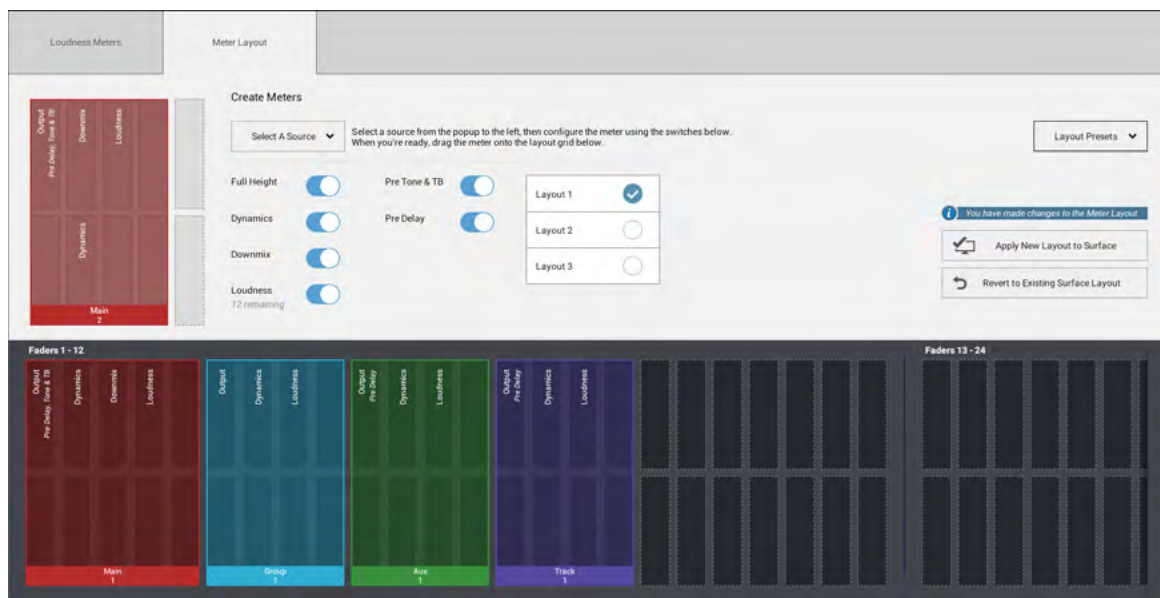 Loudness Meters
Meter Layout
Create Meters
Select A Source
Select a source from the popup to the left, then configure the meter using the switches below.
When you're ready, drag the meter onto the layout grid below.
Layout Presets
Output
Pre Delay, Tone & TB
Downmix
Loudness
Dynamics
Main
2
Full Height
Dynamics
Downmix
Loudness
12 remaining
Pre Tone & TB
Pre Delay
Layout 1
Layout 2
Layout 3
You have made changes to the Meter Layout
Apply New Layout to Surface
Revert to Existing Surface Layout
Faders 1 - 12
Faders 13 - 24
Output
Pre Delay, Tone & TB
Dynamics
Downmix
Loudness
Main
1
Output
Dynamics
Loudness
Group
1
Output
Pre Delay
Dynamics
Loudness
Aux
1
Output
Pre Delay
Dynamics
Loudness
Track
1